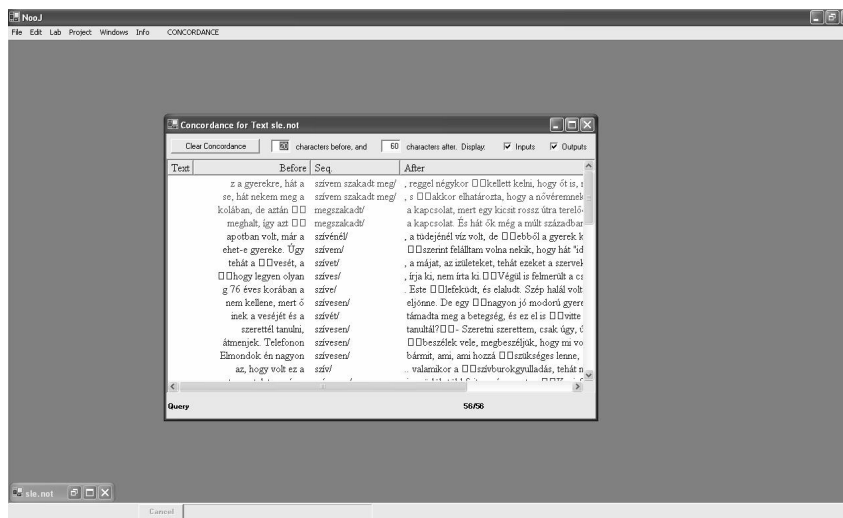 NooJ
File Edit Lab Project Windows Info CONCORDANCE
Concordance for Text sle.not
Clear Concordance 60 characters before, and 60 characters after. Display: Inputs Outputs
Text Before Seq. After
z a gyerekre, hát a szívem szakadt meg/ , reggel négykor kellett kelni, hogy őt is,
se, hát nekem meg a szívem szakadt meg/ , s akkor elhatározta, hogy a nővéremnek
kolában, de aztán megszakadt/ a kapcsolat, mert egy kicsit rossz útra terelő
meghalt, így azt megszakadt/ a kapcsolat. És hát ők még a múlt században
apotban volt, már a szívénél/ , a tüdejénél víz volt, de ebből a gyerek k
ehet-e gyereke. Úgy szívem/ szerint felálltam volna nekik, hogy hát "id
tehát a vesét, a szívet/ , a májat, az izületeket, tehát ezeket a szervek
hogy legyen olyan szíves/ , írja ki, nem írta ki. Végül is felmerült a cs
g 76 éves korában a szíve/ . Este lefeküdt, és elaludt. Szép halál volt
nem kellene, mert ő szívesen/ eljönne. De egy nagyon jó modorú gyere
inek a veséjét és a szívét/ támadta meg a betegség, és ez el is vitte
szerettél tanulni, szívesen/ tanultál? - Szeretni szerettem, csak úgy,
átmenjek. Telefonon szívesen/ beszélek vele, megbeszéljük, hogy mi vo
Elmondok én nagyon szívesen/ bármit, ami, ami hozzá szükséges lenne,
az, hogy volt ez a szív/ .. valamikor a szívburokgyulladás, tehát n
Query 56/56
sle.not
Cancel